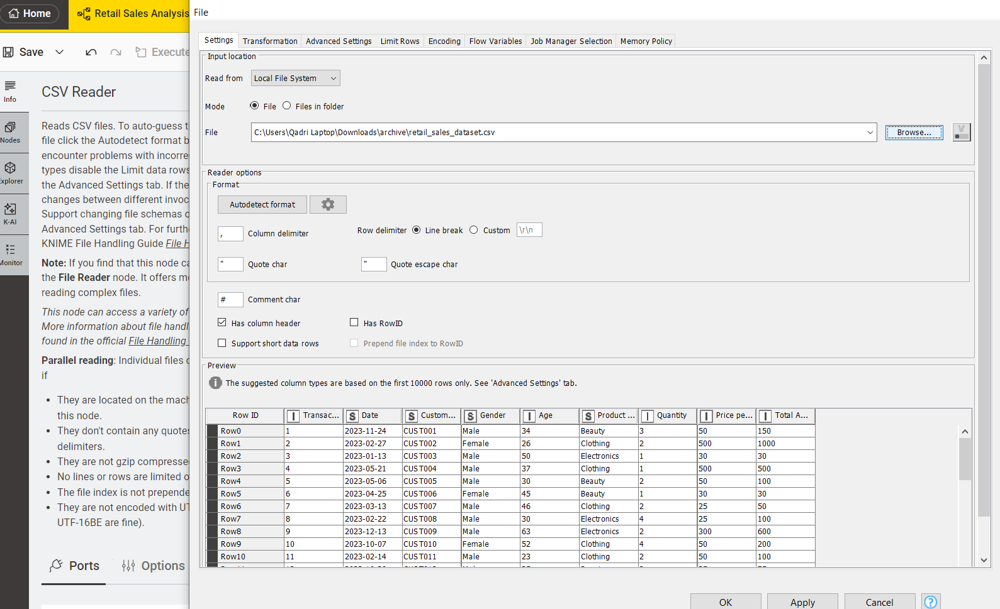 Home
Retail Sales Analysis
File
Save
Execute
Settings
Transformation
Advanced Settings
Limit Rows
Encoding
Flow Variables
Job Manager Selection
Memory Policy
Info
Nodes
Explorer
K-AI
Monitor
CSV Reader
Reads CSV files. To auto-guess t
file click the Autodetect format b
encounter problems with incorre
types disable the Limit data rows
the Advanced Settings tab. If the
changes between different invoc
Support changing file schemas o
Advanced Settings tab. For furthe
KNIME File Handling Guide File H
Note: If you find that this node ca
the File Reader node. It offers mo
reading complex files.
This node can access a variety of
More information about file handli
found in the official File Handling
Parallel reading: Individual files c
if
• They are located on the mach
this node.
• They don't contain any quotes
delimiters.
• They are not gzip compressed
• No lines or rows are limited o
• The file index is not prepende
• They are not encoded with UT
UTF-16BE are fine).
Ports
Options
Input location
Read from Local File System
Mode File Files in folder
File C:\Users\Qadri Laptop\Downloads\archive\retail_sales_dataset.csv Browse... V
Reader options
Format
Autodetect format
, Column delimiter Row delimiter Line break Custom \r\n
" Quote char " Quote escape char
# Comment char
Has column header Has RowID
Support short data rows Prepend file index to RowID
Preview
The suggested column types are based on the first 10000 rows only. See 'Advanced Settings' tab.
Row ID I Transac... S Date S Custom... S Gender I Age S Product ... I Quantity I Price pe... I Total A...
Row0 1 2023-11-24 CUST001 Male 34 Beauty 3 50 150
Row1 2 2023-02-27 CUST002 Female 26 Clothing 2 500 1000
Row2 3 2023-01-13 CUST003 Male 50 Electronics 1 30 30
Row3 4 2023-05-21 CUST004 Male 37 Clothing 1 500 500
Row4 5 2023-05-06 CUST005 Male 30 Beauty 2 50 100
Row5 6 2023-04-25 CUST006 Female 45 Beauty 1 30 30
Row6 7 2023-03-13 CUST007 Male 46 Clothing 2 25 50
Row7 8 2023-02-22 CUST008 Male 30 Electronics 4 25 100
Row8 9 2023-12-13 CUST009 Male 63 Electronics 2 300 600
Row9 10 2023-10-07 CUST010 Female 52 Clothing 4 50 200
Row10 11 2023-02-14 CUST011 Male 23 Clothing 2 50 100
OK
Apply
Cancel
?